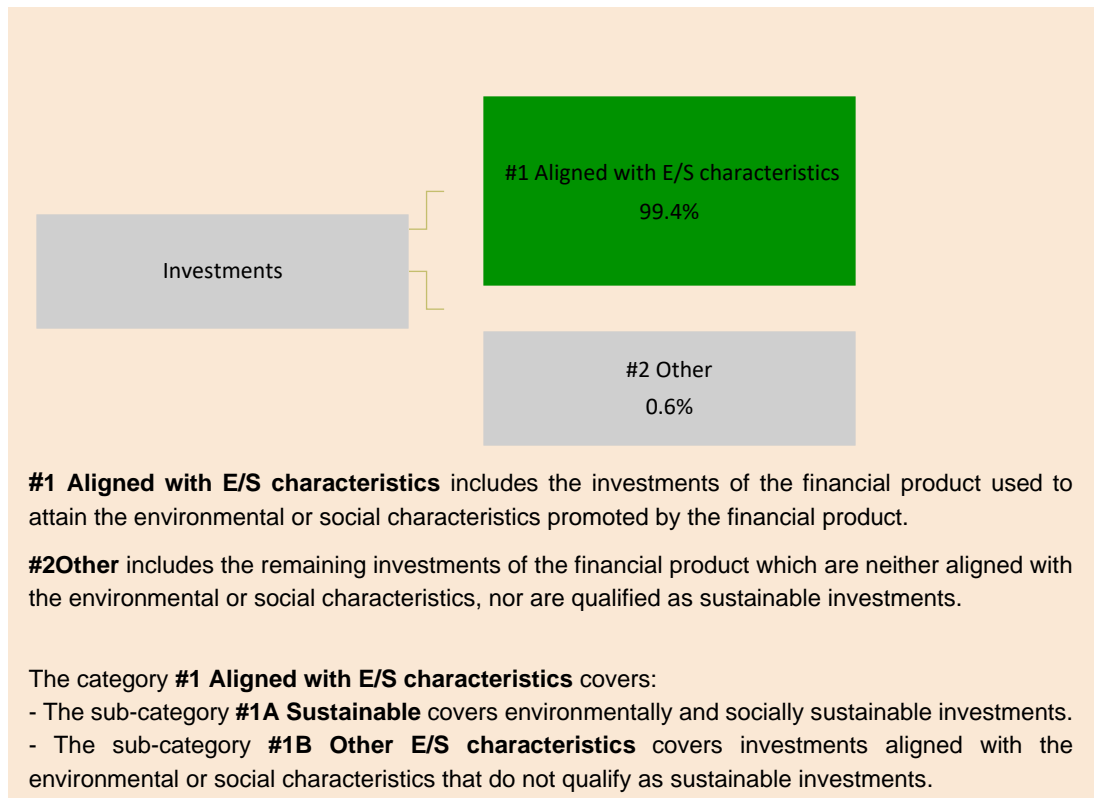 #1 Aligned with E/S characteristics
99.4%
Investments
#2 Other
0.6%
#1 Aligned with E/S characteristics includes the investments of the financial product used to
attain the environmental or social characteristics promoted by the financial product.
#2Other includes the remaining investments of the financial product which are neither aligned with
the environmental or social characteristics, nor are qualified as sustainable investments.
The category #1 Aligned with E/S characteristics covers:
- The sub-category #1A Sustainable covers environmentally and socially sustainable investments.
- The sub-category #1B Other E/S characteristics covers investments aligned with the
environmental or social characteristics that do not qualify as sustainable investments.